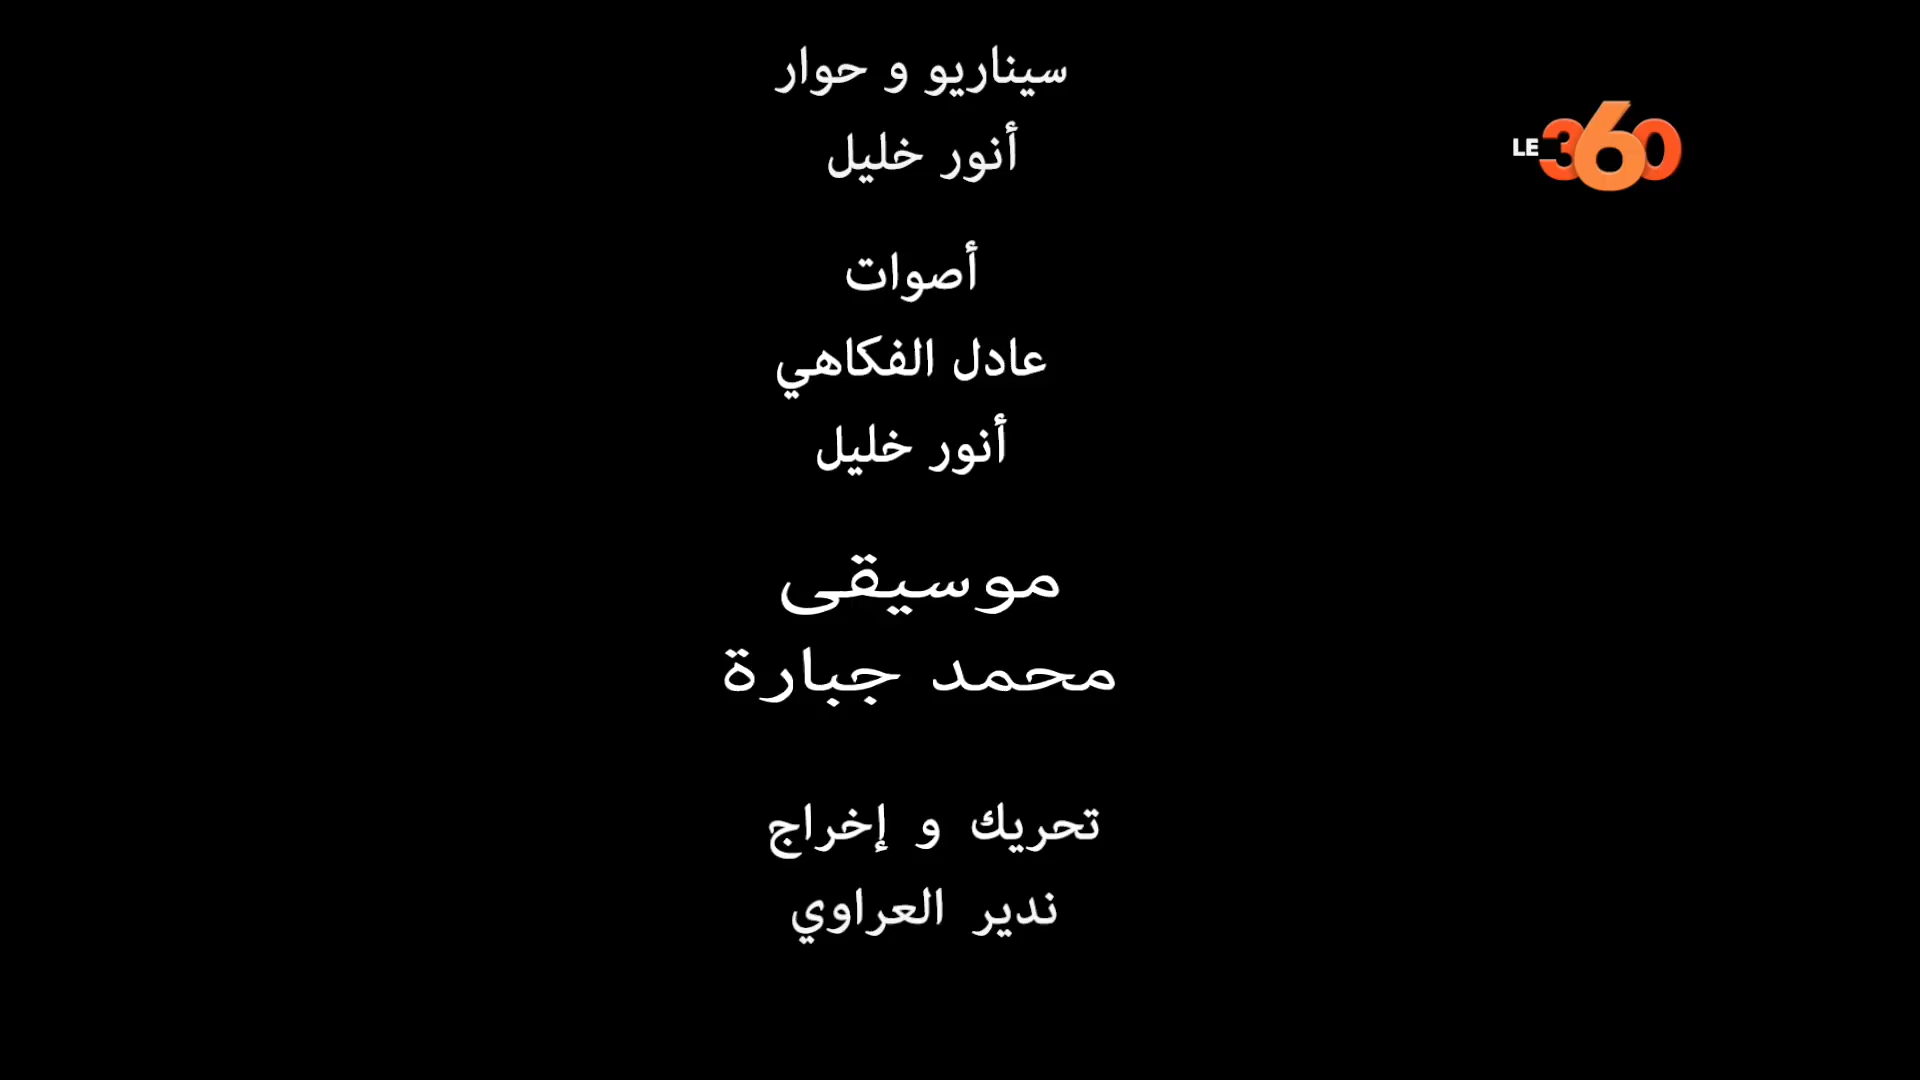 سيناريو و حوار
أنور خليل
LE360
أصوات
عادل الفكاهي
أنور خليل
موسيقى
محمد جبارة
تحريك و إخراج
ندير العراوي